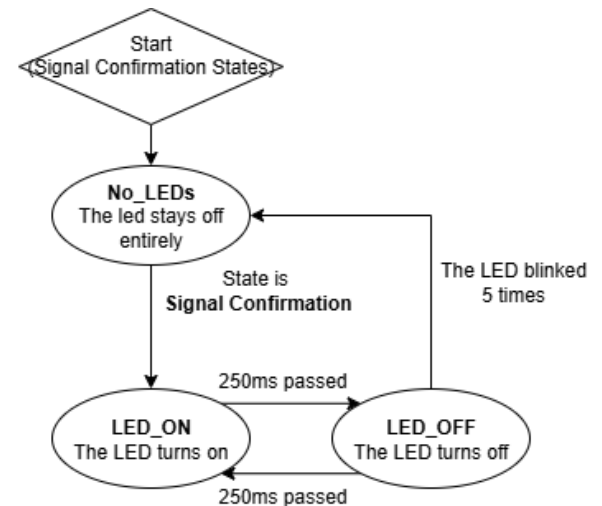 Start
(Signal Confirmation States)
No_LEDs
The led stays off
entirely
State is
Signal Confirmation
The LED blinked
5 times
250ms passed
LED_ON
The LED turns on
LED_OFF
The LED turns off
250ms passed